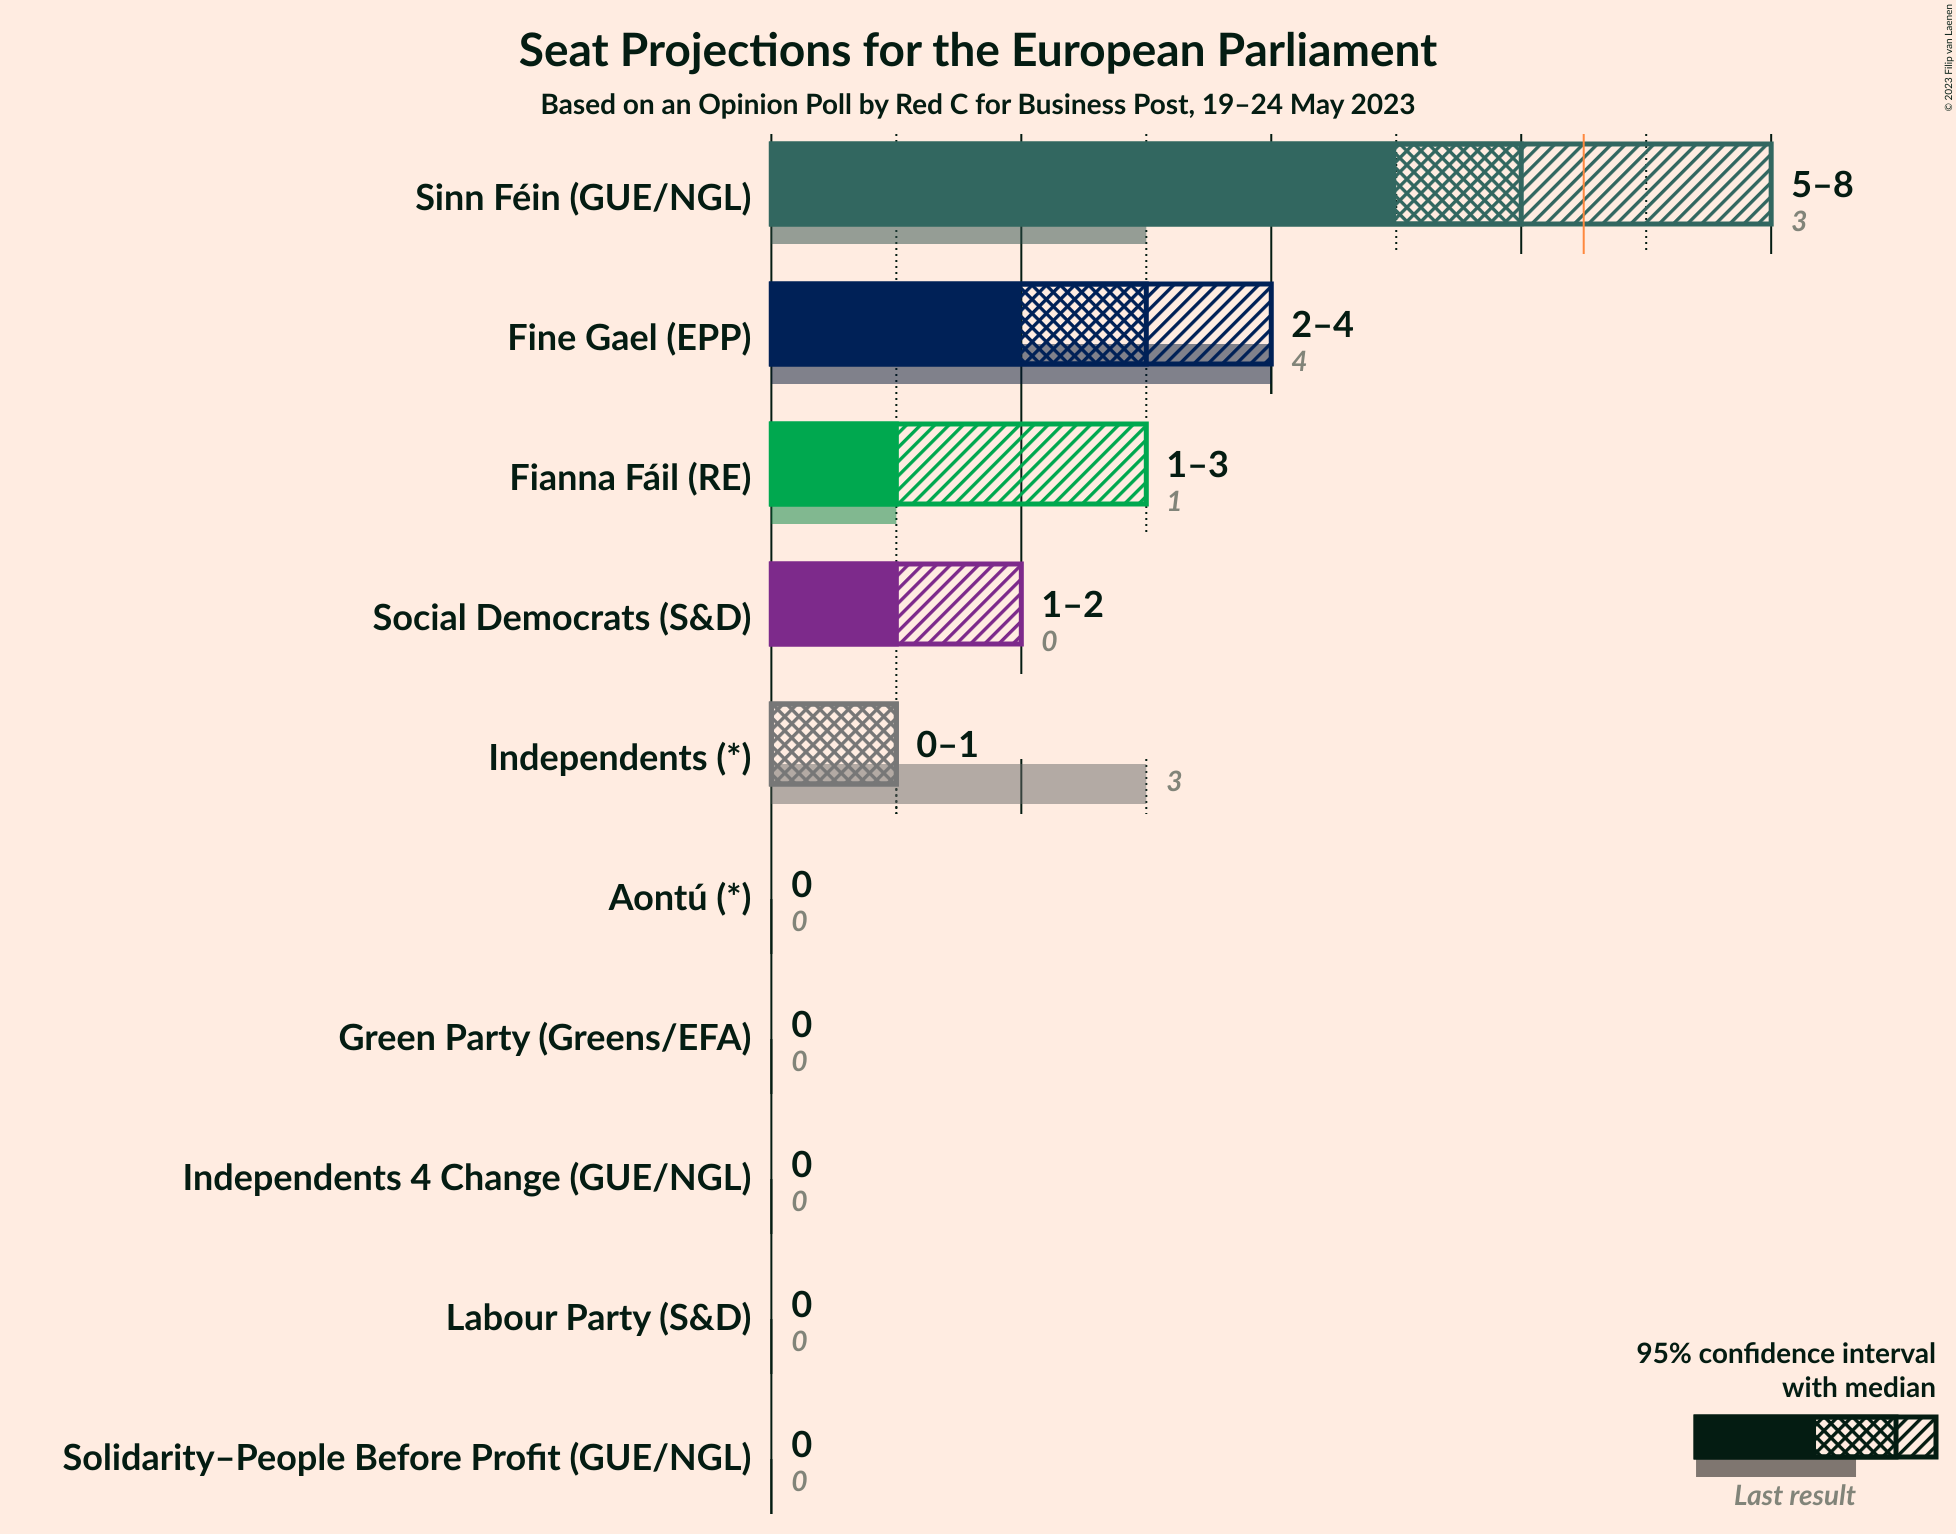 Seat Projections for the European Parliament
Based on an Opinion Poll by Red C for Business Post, 19–24 May 2023
© 2023 Filip van Laenen
Sinn Féin (GUE/NGL)
5–8
3
Fine Gael (EPP)
2–4
4
Fianna Fáil (RE)
1–3
1
Social Democrats (S&D)
1–2
0
Independents (*)
0–1
3
Aontú (*)
0
0
Green Party (Greens/EFA)
0
0
Independents 4 Change (GUE/NGL)
0
0
Labour Party (S&D)
0
0
Solidarity–People Before Profit (GUE/NGL)
0
0
95% confidence interval
with median
Last result